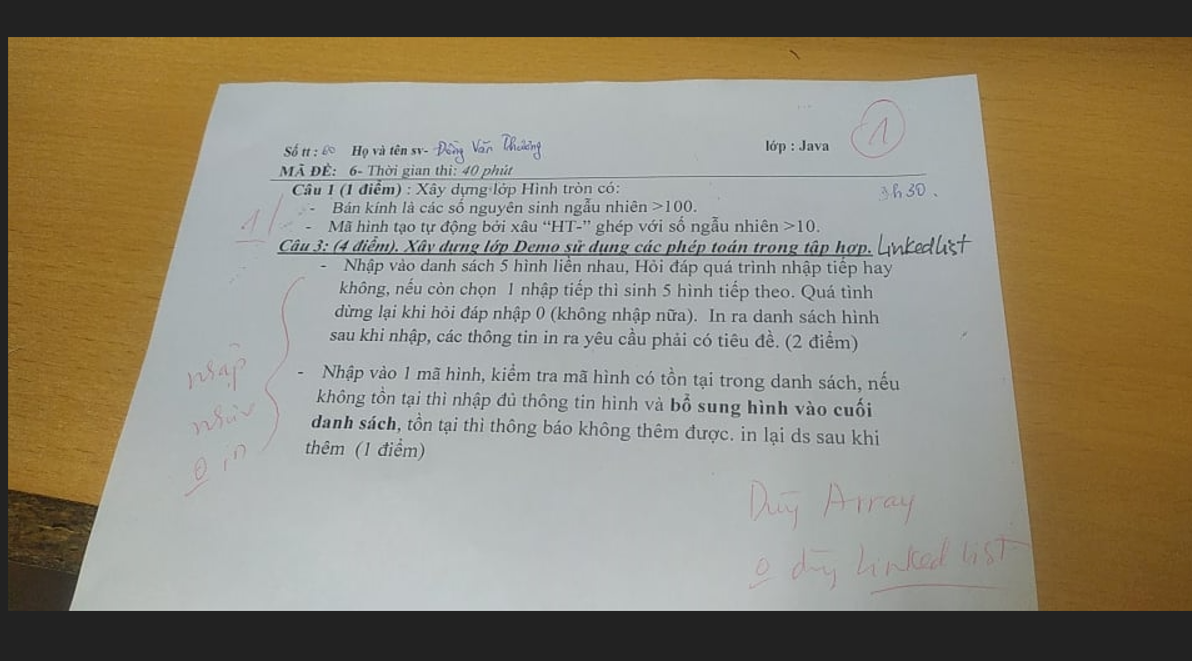 1
Số tt : 60 Họ và tên sv- Đồng Văn Thường lớp : Java
MÃ ĐỀ: 6- Thời gian thi: 40 phút
Câu 1 (1 điểm) : Xây dựng lớp Hình tròn có: 3h30.
- Bán kính là các số nguyên sinh ngẫu nhiên >100.
1/ - Mã hình tạo tự động bởi xâu “HT-” ghép với số ngẫu nhiên >10.
Câu 3: (4 điểm). Xây dựng lớp Demo sử dụng các phép toán trong tập hợp. Linkedlist
- Nhập vào danh sách 5 hình liền nhau, Hỏi đáp quá trình nhập tiếp hay
không, nếu còn chọn 1 nhập tiếp thì sinh 5 hình tiếp theo. Quá tình
dừng lại khi hỏi đáp nhập 0 (không nhập nữa). In ra danh sách hình
sau khi nhập, các thông tin in ra yêu cầu phải có tiêu đề. (2 điểm)
nhập
- Nhập vào 1 mã hình, kiểm tra mã hình có tồn tại trong danh sách, nếu
không tồn tại thì nhập đủ thông tin hình và bổ sung hình vào cuối
danh sách, tồn tại thì thông báo không thêm được. in lại ds sau khi
thêm (1 điểm)
0 in
Dùng Array
0 dùng Linked list